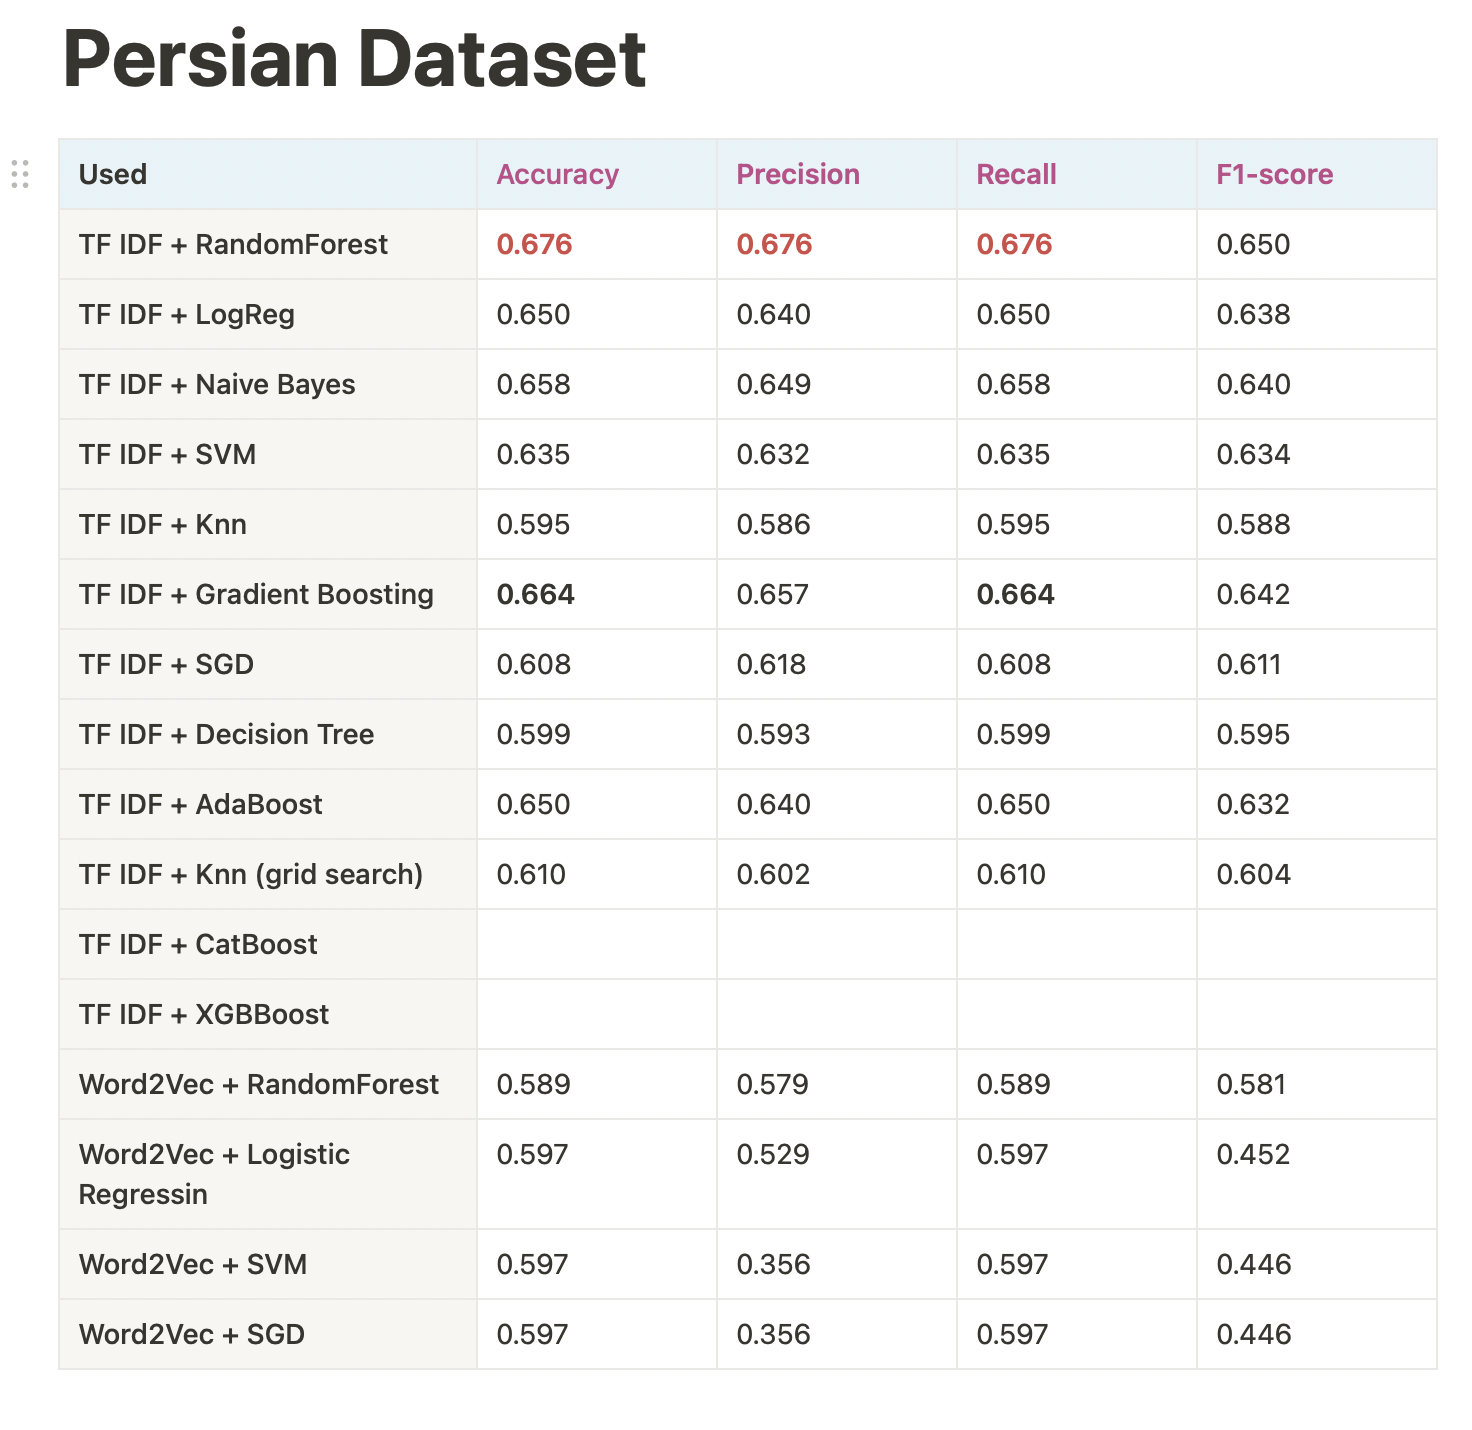 Persian Dataset
Used Accuracy Precision Recall F1-score
TF IDF + RandomForest 0.676 0.676 0.676 0.650
TF IDF + LogReg 0.650 0.640 0.650 0.638
TF IDF + Naive Bayes 0.658 0.649 0.658 0.640
TF IDF + SVM 0.635 0.632 0.635 0.634
TF IDF + Knn 0.595 0.586 0.595 0.588
TF IDF + Gradient Boosting 0.664 0.657 0.664 0.642
TF IDF + SGD 0.608 0.618 0.608 0.611
TF IDF + Decision Tree 0.599 0.593 0.599 0.595
TF IDF + AdaBoost 0.650 0.640 0.650 0.632
TF IDF + Knn (grid search) 0.610 0.602 0.610 0.604
TF IDF + CatBoost
TF IDF + XGBBoost
Word2Vec + RandomForest 0.589 0.579 0.589 0.581
Word2Vec + Logistic 0.597 0.529 0.597 0.452
Regressin
Word2Vec + SVM 0.597 0.356 0.597 0.446
Word2Vec + SGD 0.597 0.356 0.597 0.446